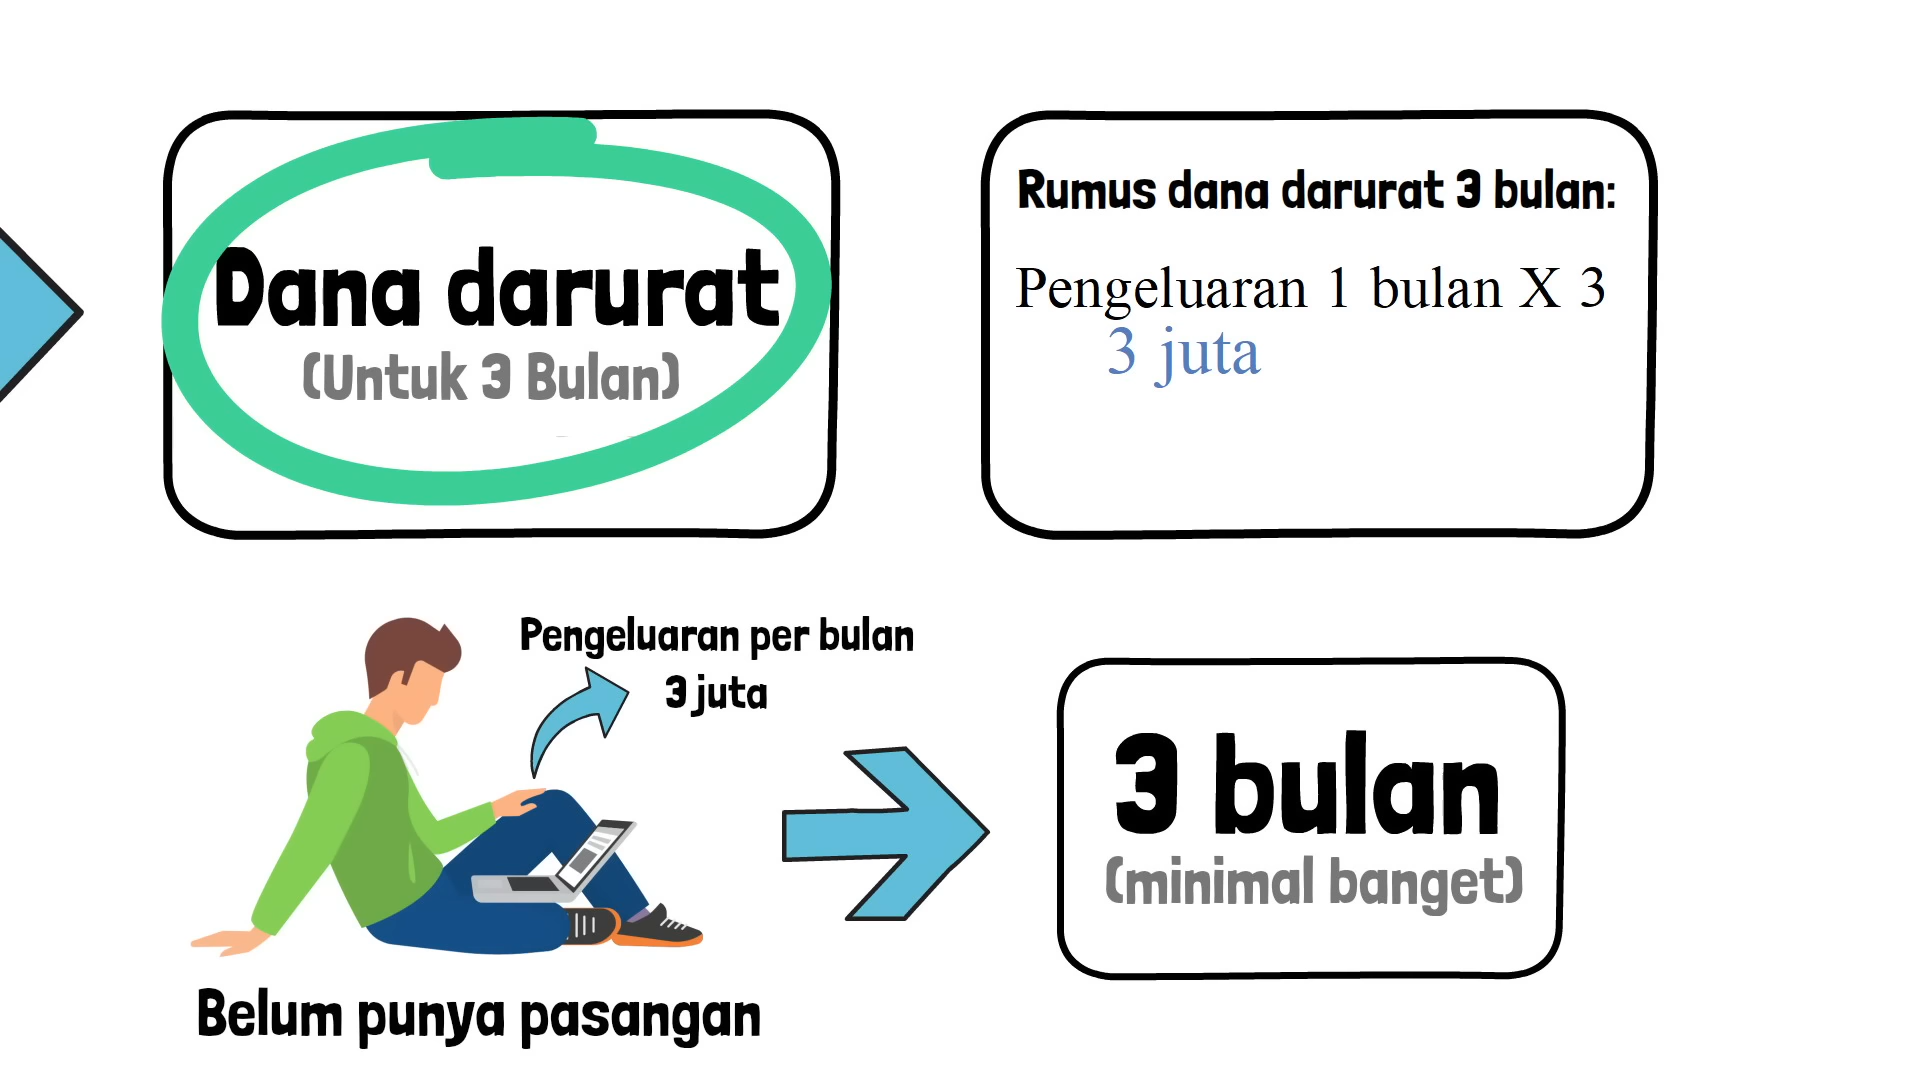 Dana darurat
(Untuk 3 Bulan)
Rumus dana darurat 3 bulan:
Pengeluaran 1 bulan X 3
3 juta
Pengeluaran per bulan
3 juta
3 bulan
(minimal banget)
Belum punya pasangan